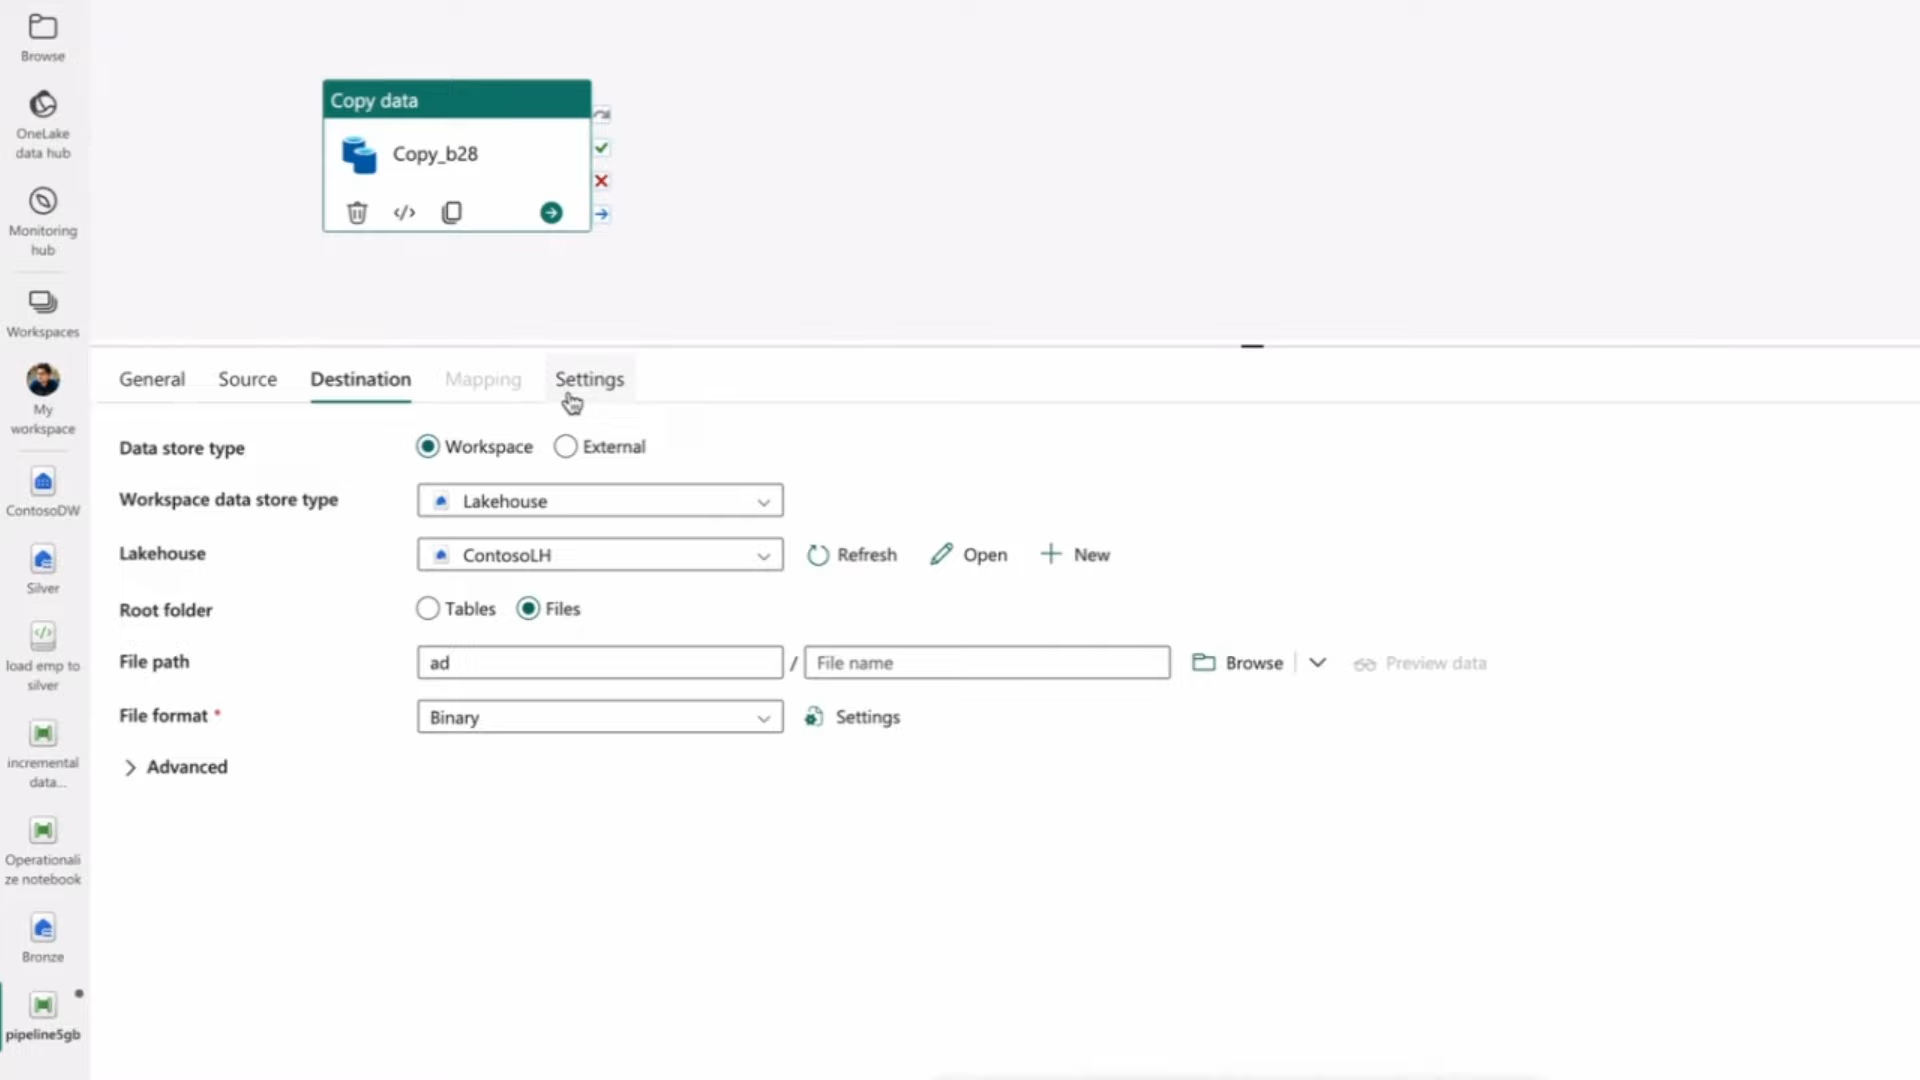 Browse
OneLake
data hub
Monitoring
hub
Workspaces
My
workspace
ContosoDW
Silver
load emp to
silver
incremental
data...
Operationali
ze notebook
Bronze
pipeline5gb
Copy data
Copy_b28
General Source Destination Mapping Settings
Data store type Workspace External
Workspace data store type Lakehouse
Lakehouse ContosoLH Refresh Open New
Root folder Tables Files
File path ad / File name Browse Preview data
File format * Binary Settings
Advanced